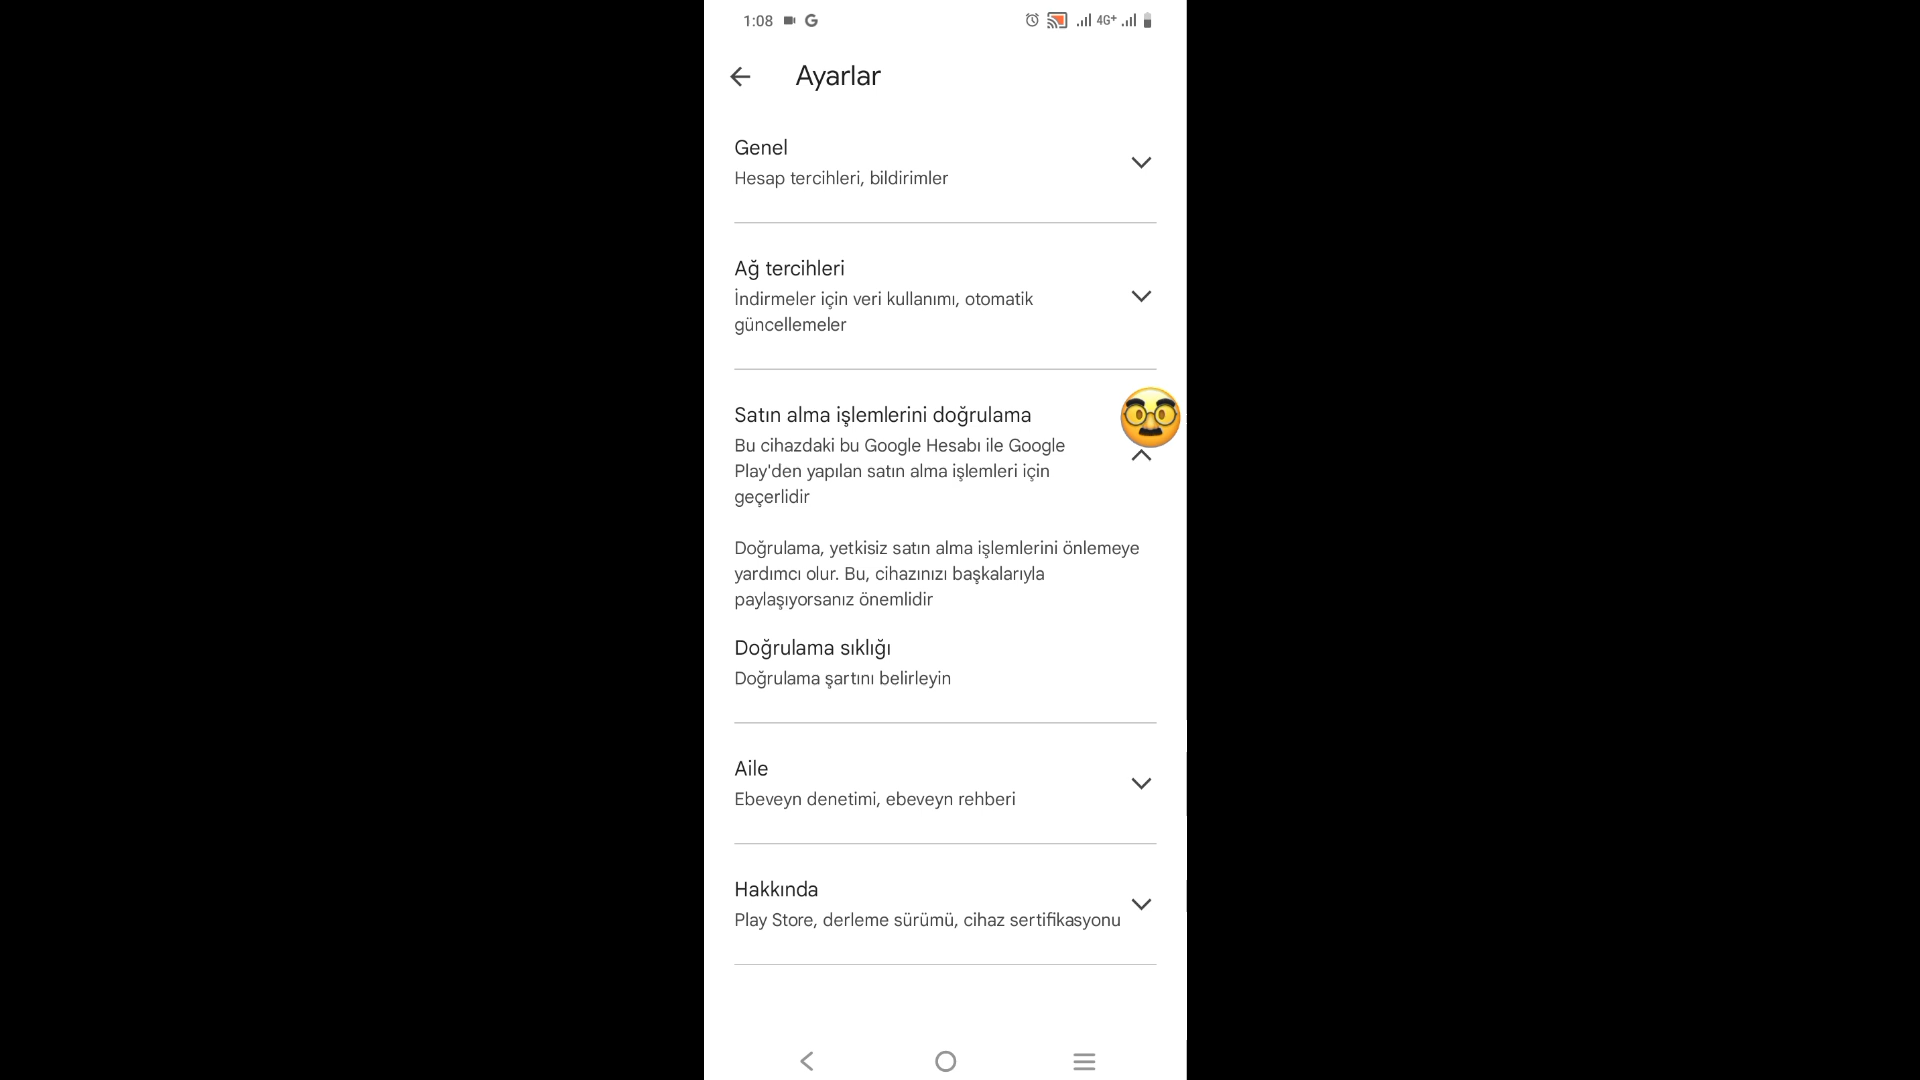 1:08 G 4G+
Ayarlar
Genel
Hesap tercihleri, bildirimler
Ağ tercihleri
İndirmeler için veri kullanımı, otomatik
güncellemeler
Satın alma işlemlerini doğrulama
Bu cihazdaki bu Google Hesabı ile Google
Play'den yapılan satın alma işlemleri için
geçerlidir
Doğrulama, yetkisiz satın alma işlemlerini önlemeye
yardımcı olur. Bu, cihazınızı başkalarıyla
paylaşıyorsanız önemlidir
Doğrulama sıklığı
Doğrulama şartını belirleyin
Aile
Ebeveyn denetimi, ebeveyn rehberi
Hakkında
Play Store, derleme sürümü, cihaz sertifikasyonu